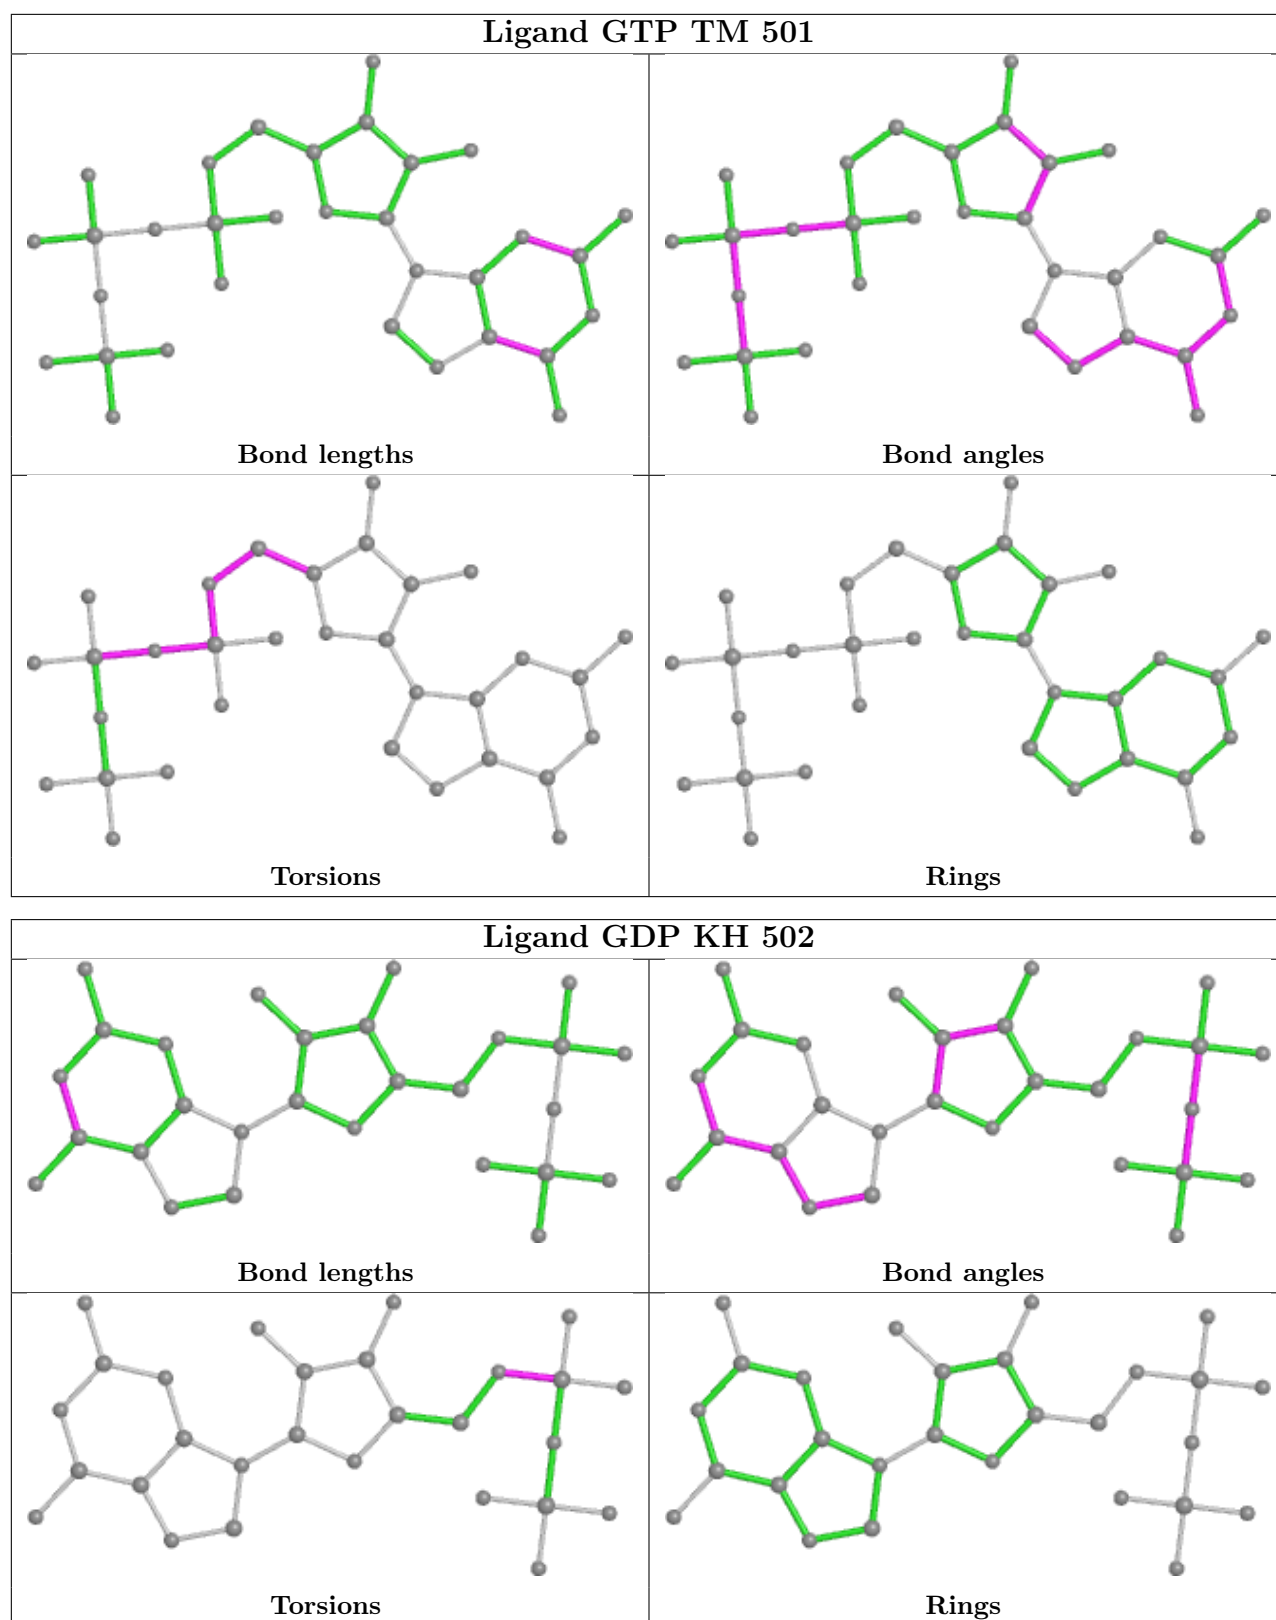 Ligand GTP TM 501
Bond lengths
Bond angles
Torsions
Rings
Ligand GDP KH 502
Bond lengths
Bond angles
Torsions
Rings